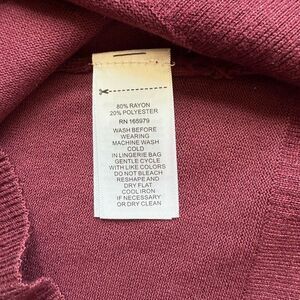 80% RAYON
20% POLYESTER
RN 165979
WASH BEFORE
WEARING
MACHINE WASH
COLD
IN LINGERIE BAG
GENTLE CYCLE
WITH LIKE COLORS
DO NOT BLEACH
RESHAPE AND
DRY FLAT
COOL IRON
IF NECESSARY
OR DRY CLEAN